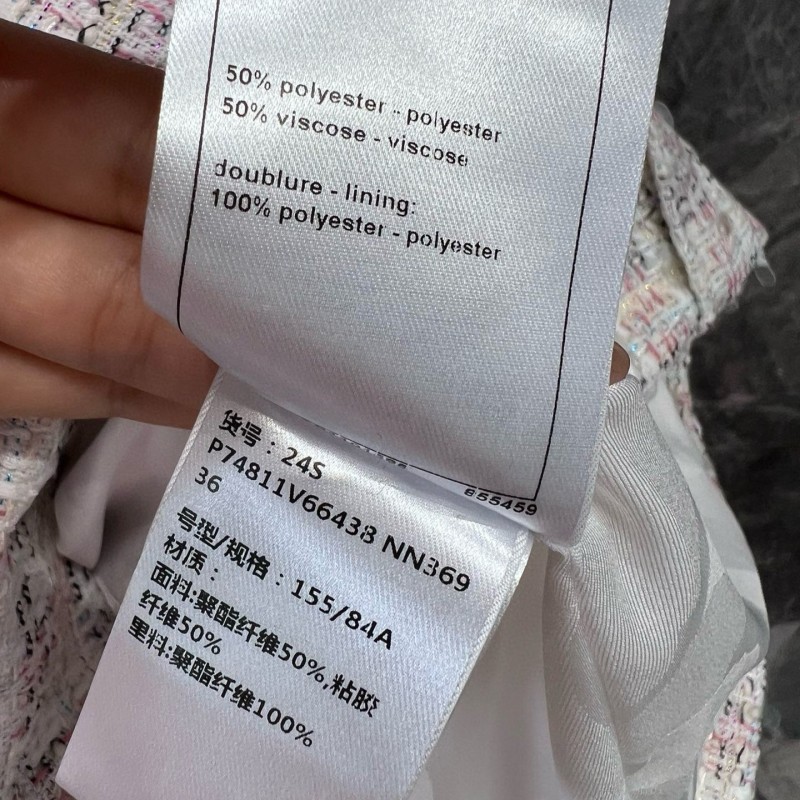 50% polyester - polyester
50% viscose - viscose
doublure - lining:
100% polyester - polyester
855459
货号：24S
P74811V66438 NN369
36
号型/规格：155/84A
材质：
面料:聚酯纤维50%,粘胶
纤维50%
里料:聚酯纤维100%